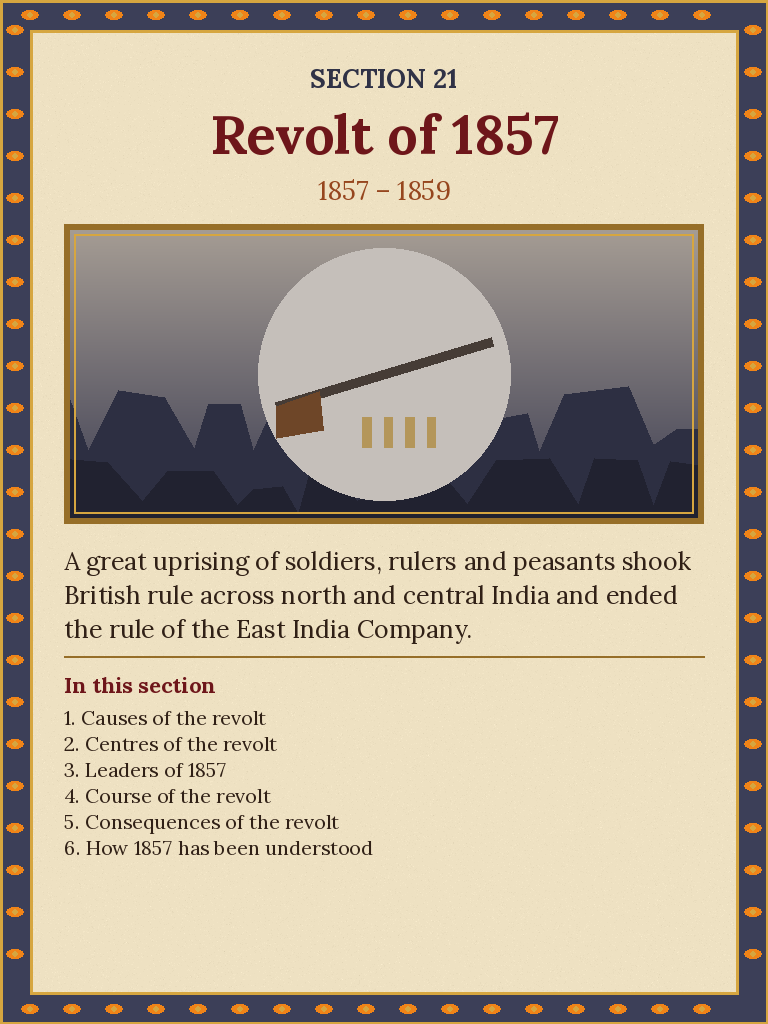 SECTION 21
Revolt of 1857
1857 – 1859
A great uprising of soldiers, rulers and peasants shook
British rule across north and central India and ended
the rule of the East India Company.
In this section
1. Causes of the revolt
2. Centres of the revolt
3. Leaders of 1857
4. Course of the revolt
5. Consequences of the revolt
6. How 1857 has been understood